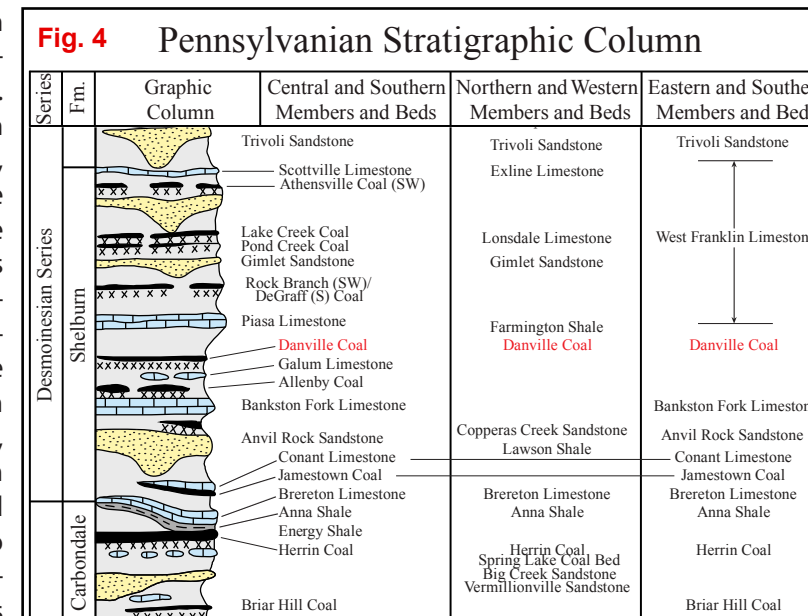 Fig. 4
Pennsylvanian Stratigraphic Column
Series
Fm.
Graphic
Column
Central and Southern
Members and Beds
Northern and Western
Members and Beds
Eastern and Southe
Members and Bed
Desmoinesian Series
Shelburn
Carbondale
Trivoli Sandstone
Scottville Limestone
Athensville Coal (SW)
Lake Creek Coal
Pond Creek Coal
Gimlet Sandstone
Rock Branch (SW)/
DeGraff (S) Coal
Piasa Limestone
Danville Coal
Galum Limestone
Allenby Coal
Bankston Fork Limestone
Anvil Rock Sandstone
Conant Limestone
Jamestown Coal
Brereton Limestone
Anna Shale
Energy Shale
Herrin Coal
Briar Hill Coal
Trivoli Sandstone
Exline Limestone
Lonsdale Limestone
Gimlet Sandstone
Farmington Shale
Danville Coal
Copperas Creek Sandstone
Lawson Shale
Brereton Limestone
Anna Shale
Herrin Coal
Spring Lake Coal Bed
Big Creek Sandstone
Vermillionville Sandstone
Trivoli Sandstone
West Franklin Limeston
Danville Coal
Bankston Fork Limeston
Anvil Rock Sandstone
Conant Limestone
Jamestown Coal
Brereton Limestone
Anna Shale
Herrin Coal
Briar Hill Coal